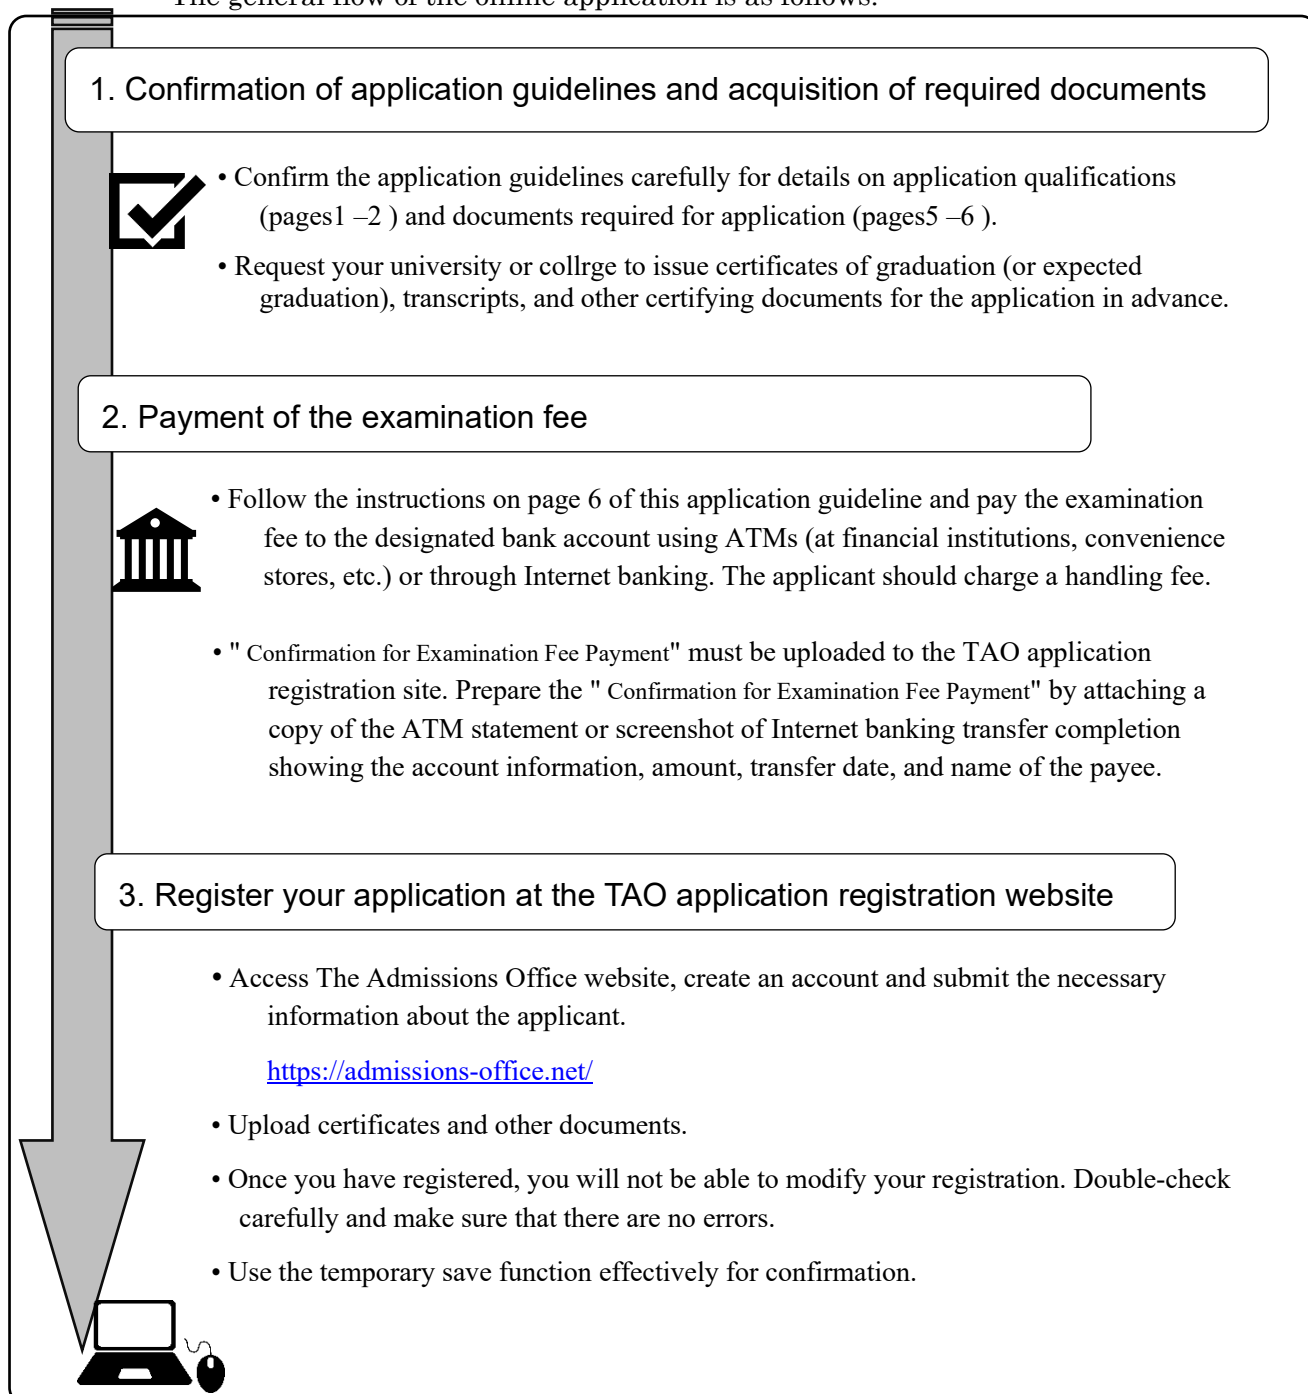 The general flow of the online application is as follows.
1. Confirmation of application guidelines and acquisition of required documents
• Confirm the application guidelines carefully for details on application qualifications
(pages1 –2 ) and documents required for application (pages5 –6 ).
• Request your university or collrge to issue certificates of graduation (or expected
graduation), transcripts, and other certifying documents for the application in advance.
2. Payment of the examination fee
• Follow the instructions on page 6 of this application guideline and pay the examination
fee to the designated bank account using ATMs (at financial institutions, convenience
stores, etc.) or through Internet banking. The applicant should charge a handling fee.
• " Confirmation for Examination Fee Payment" must be uploaded to the TAO application
registration site. Prepare the " Confirmation for Examination Fee Payment" by attaching a
copy of the ATM statement or screenshot of Internet banking transfer completion
showing the account information, amount, transfer date, and name of the payee.
3. Register your application at the TAO application registration website
• Access The Admissions Office website, create an account and submit the necessary
information about the applicant.
https://admissions-office.net/
• Upload certificates and other documents.
• Once you have registered, you will not be able to modify your registration. Double-check
carefully and make sure that there are no errors.
• Use the temporary save function effectively for confirmation.